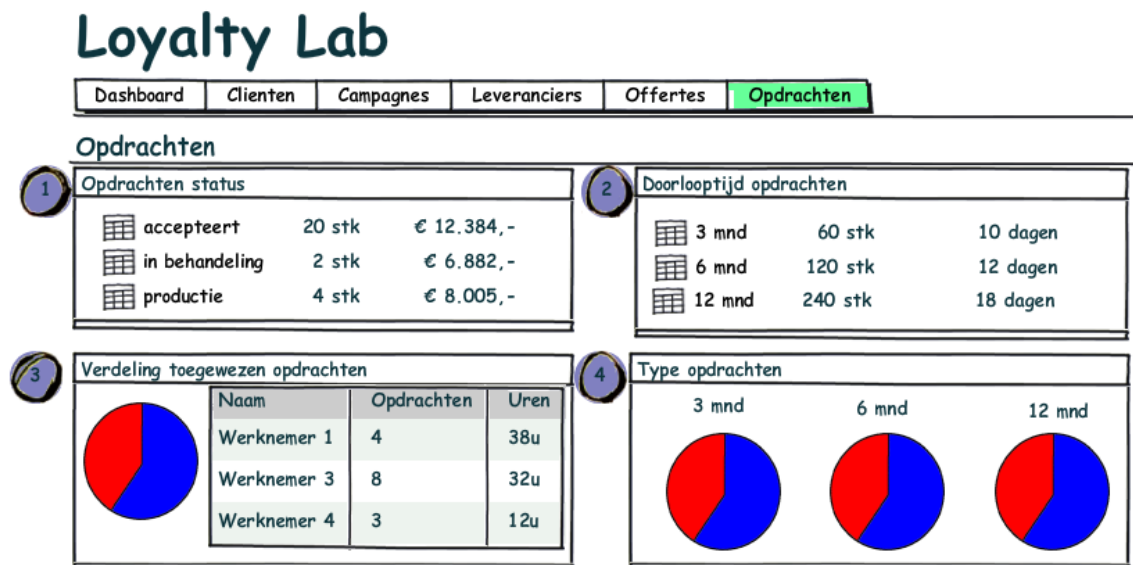 Loyalty Lab
Dashboard Clienten Campagnes Leveranciers Offertes Opdrachten
Opdrachten
1 Opdrachten status
accepteert 20 stk € 12.384,-
in behandeling 2 stk € 6.882,-
productie 4 stk € 8.005,-
2 Doorlooptijd opdrachten
3 mnd 60 stk 10 dagen
6 mnd 120 stk 12 dagen
12 mnd 240 stk 18 dagen
3 Verdeling toegewezen opdrachten
Naam Opdrachten Uren
Werknemer 1 4 38u
Werknemer 3 8 32u
Werknemer 4 3 12u
4 Type opdrachten
3 mnd 6 mnd 12 mnd